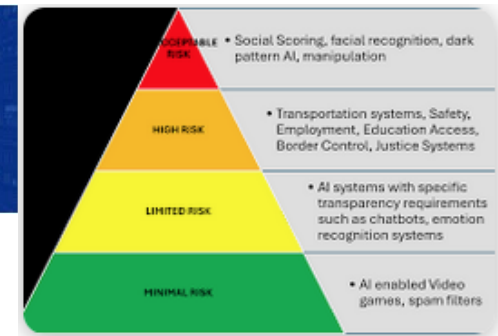 CCEPTABLE
RISK
• Social Scoring, facial recognition, dark
pattern AI, manipulation
HIGH RISK
• Transportation systems, Safety,
Employment, Education Access,
Border Control, Justice Systems
LIMITED RISK
• AI systems with specific
transparency requirements
such as chatbots, emotion
recognition systems
MINIMAL RISK
• AI enabled Video
games, spam filters